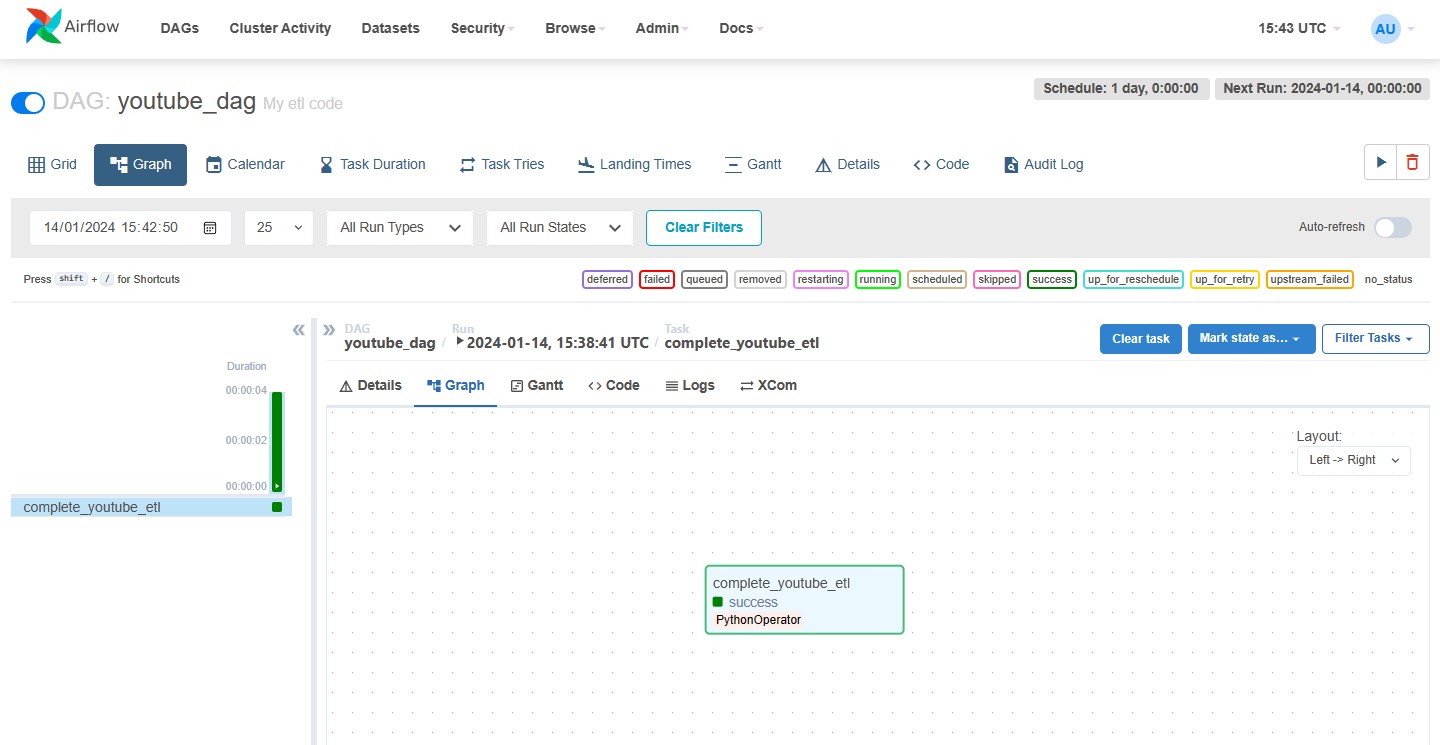 Airflow DAGs Cluster Activity Datasets Security Browse Admin Docs 15:43 UTC AU
DAG: youtube_dag My etl code
Schedule: 1 day, 0:00:00 Next Run: 2024-01-14, 00:00:00
Grid Graph Calendar Task Duration Task Tries Landing Times Gantt Details Code Audit Log
14/01/2024 15:42:50 25 All Run Types All Run States Clear Filters Auto-refresh
Press shift + / for Shortcuts deferred failed queued removed restarting running scheduled skipped success up_for_reschedule up_for_retry upstream_failed no_status
DAG Run Task
youtube_dag / 2024-01-14, 15:38:41 UTC / complete_youtube_etl
Clear task Mark state as... Filter Tasks
Duration
00:00:04
00:00:02
00:00:00
complete_youtube_etl
Details Graph Gantt Code Logs XCom
Layout:
Left -> Right
complete_youtube_etl
success
PythonOperator